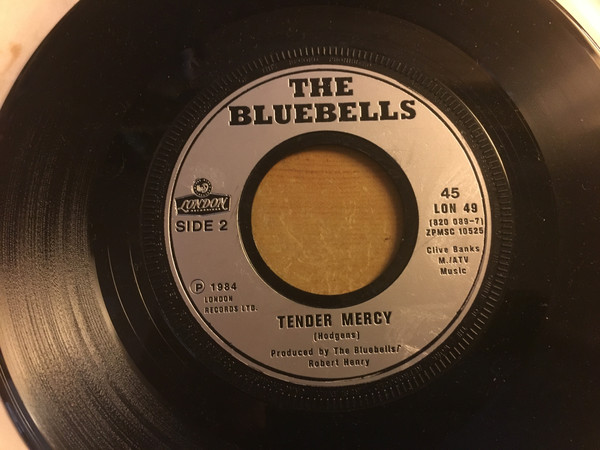 THE
BLUEBELLS
LONDON
SIDE 2
45
LON 49
(820 089-7)
ZPMSC 10525
Clive Banks
M./ATV
Music
℗ 1984
LONDON
RECORDS LTD.
TENDER MERCY
[Hodgens]
Produced by The Bluebells/
Robert Henry